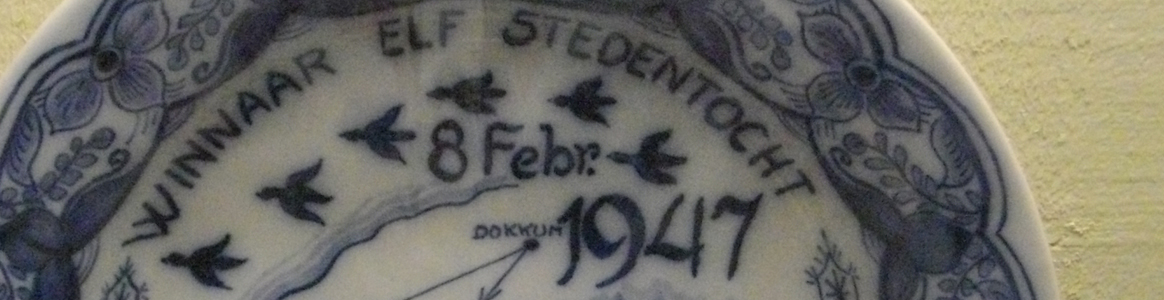 WINNAAR ELF STEDENTOCHT
8 Febr.
1947
DOKKUM